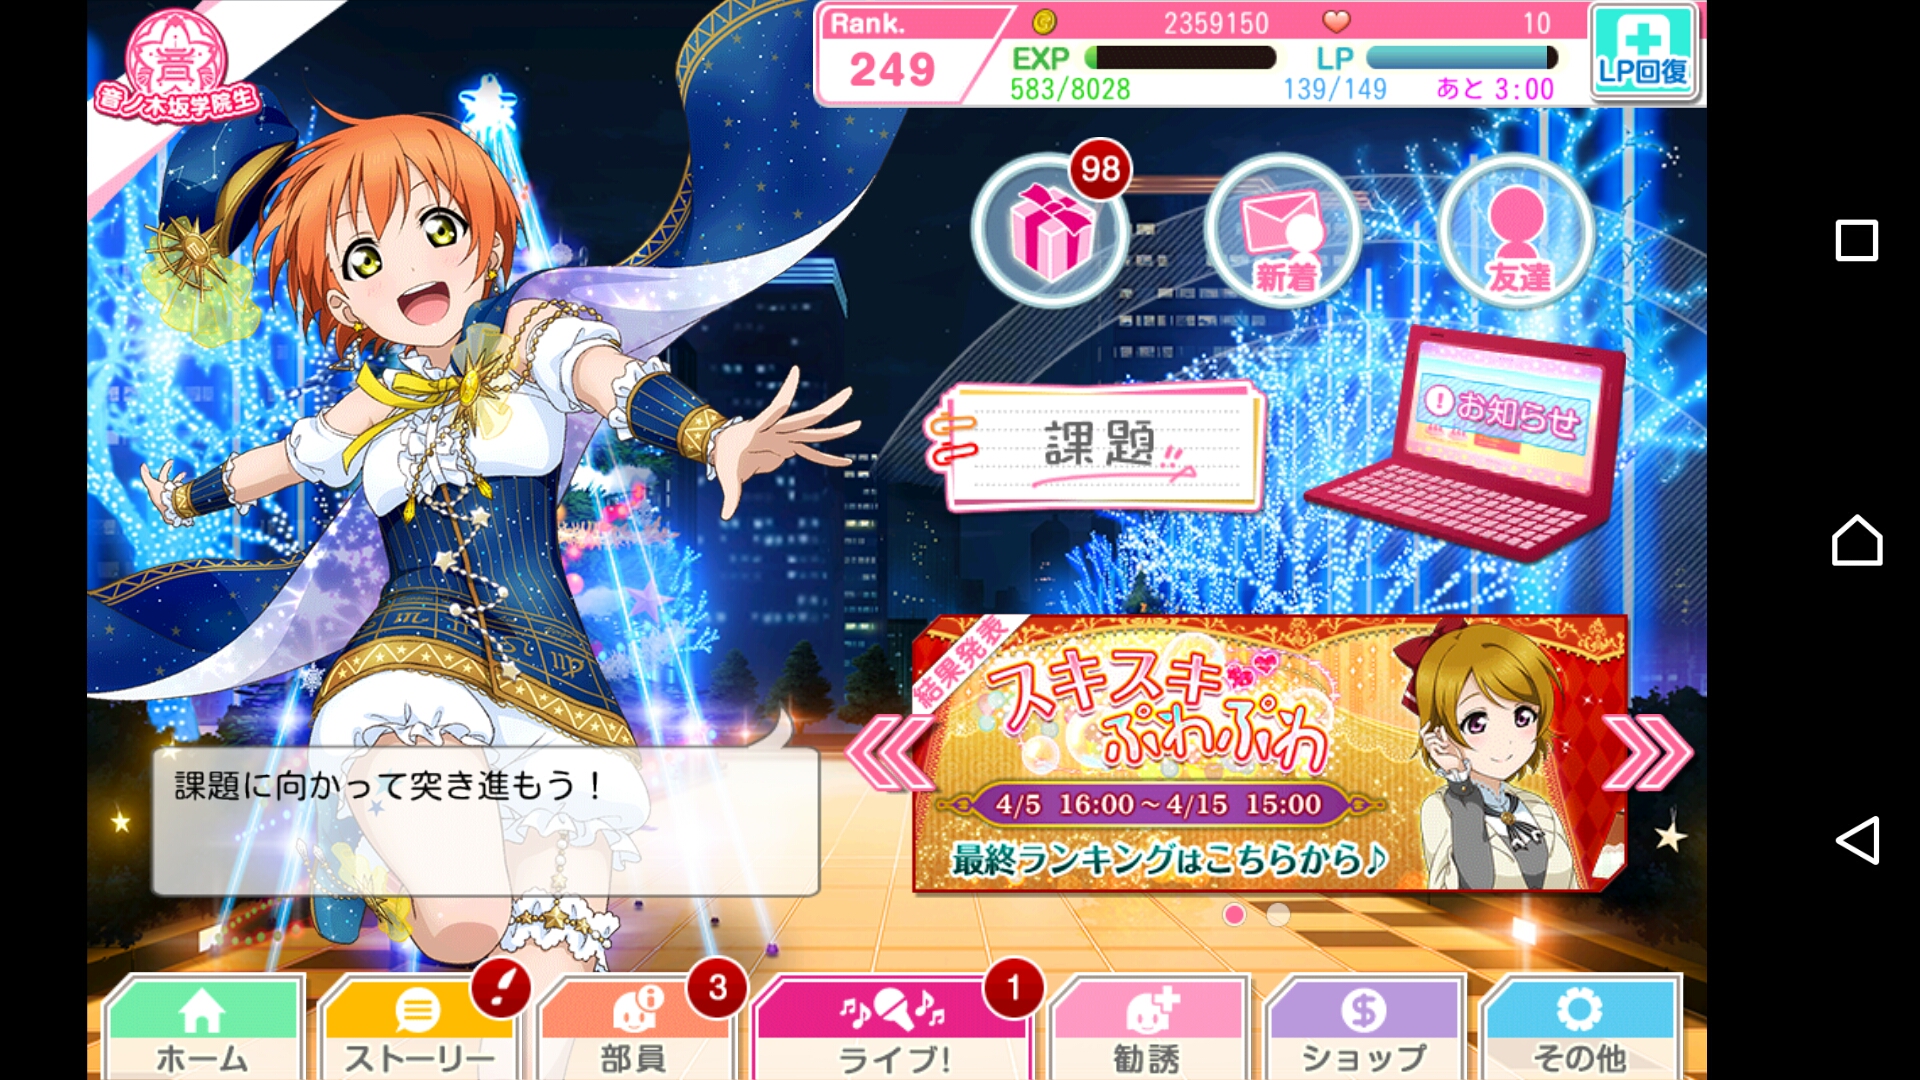 音ノ木坂学院生
Rank.
249
2359150
10
EXP
583/8028
LP
139/149
あと 3:00
LP回復
98
新着
友達
課題!!
!お知らせ
結果発表
スキスキ
ぷわぷわ
4/5 16:00～4/15 15:00
最終ランキングはこちらから♪
課題に向かって突き進もう！
!
3
1
ホーム
ストーリー
部員
ライブ!
勧誘
ショップ
その他